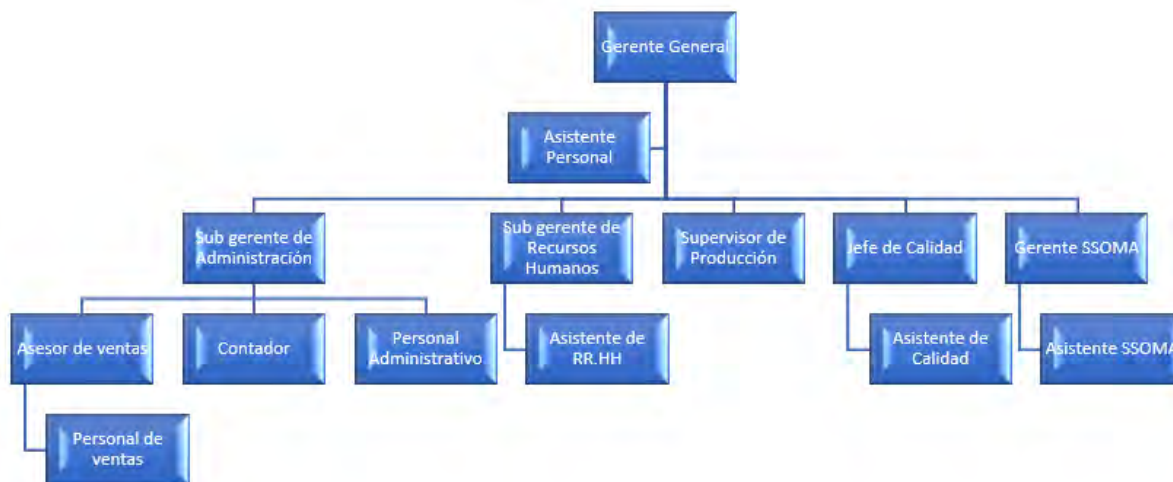 Gerente General
Asistente
Personal
Sub gerente de
Administración
Sub gerente de
Recursos
Humanos
Supervisor de
Producción
Jefe de Calidad
Gerente SSOMA
Asesor de ventas
Contador
Personal
Administrativo
Asistente de
RR.HH
Asistente de
Calidad
Asistente SSOMA
Personal de
ventas